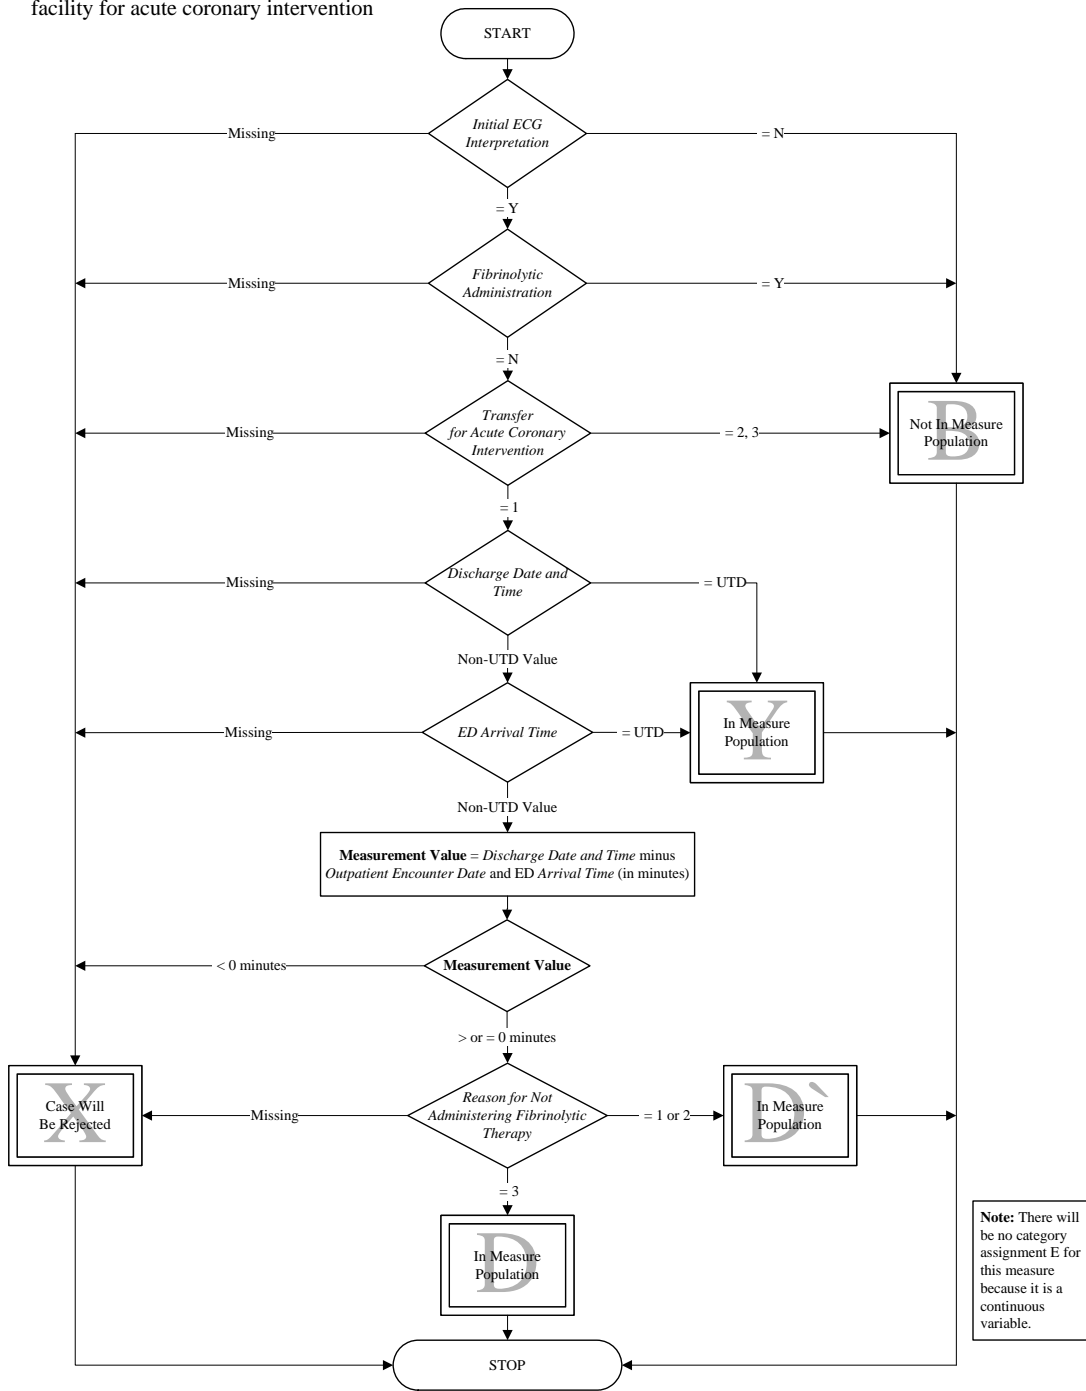 facility for acute coronary intervention
START
Initial ECG
Interpretation
Missing
= N
= Y
Fibrinolytic
Administration
Missing
= Y
= N
Transfer
for Acute Coronary
Intervention
Missing
= 2, 3
B
Not In Measure
Population
= 1
Discharge Date and
Time
Missing
= UTD
Non-UTD Value
ED Arrival Time
Missing
= UTD
Y
In Measure
Population
Non-UTD Value
Measurement Value = Discharge Date and Time minus
Outpatient Encounter Date and ED Arrival Time (in minutes)
Measurement Value
< 0 minutes
> or = 0 minutes
X
Case Will
Be Rejected
Missing
Reason for Not
Administering Fibrinolytic
Therapy
= 1 or 2
D`
In Measure
Population
= 3
D
In Measure
Population
Note: There will
be no category
assignment E for
this measure
because it is a
continuous
variable.
STOP